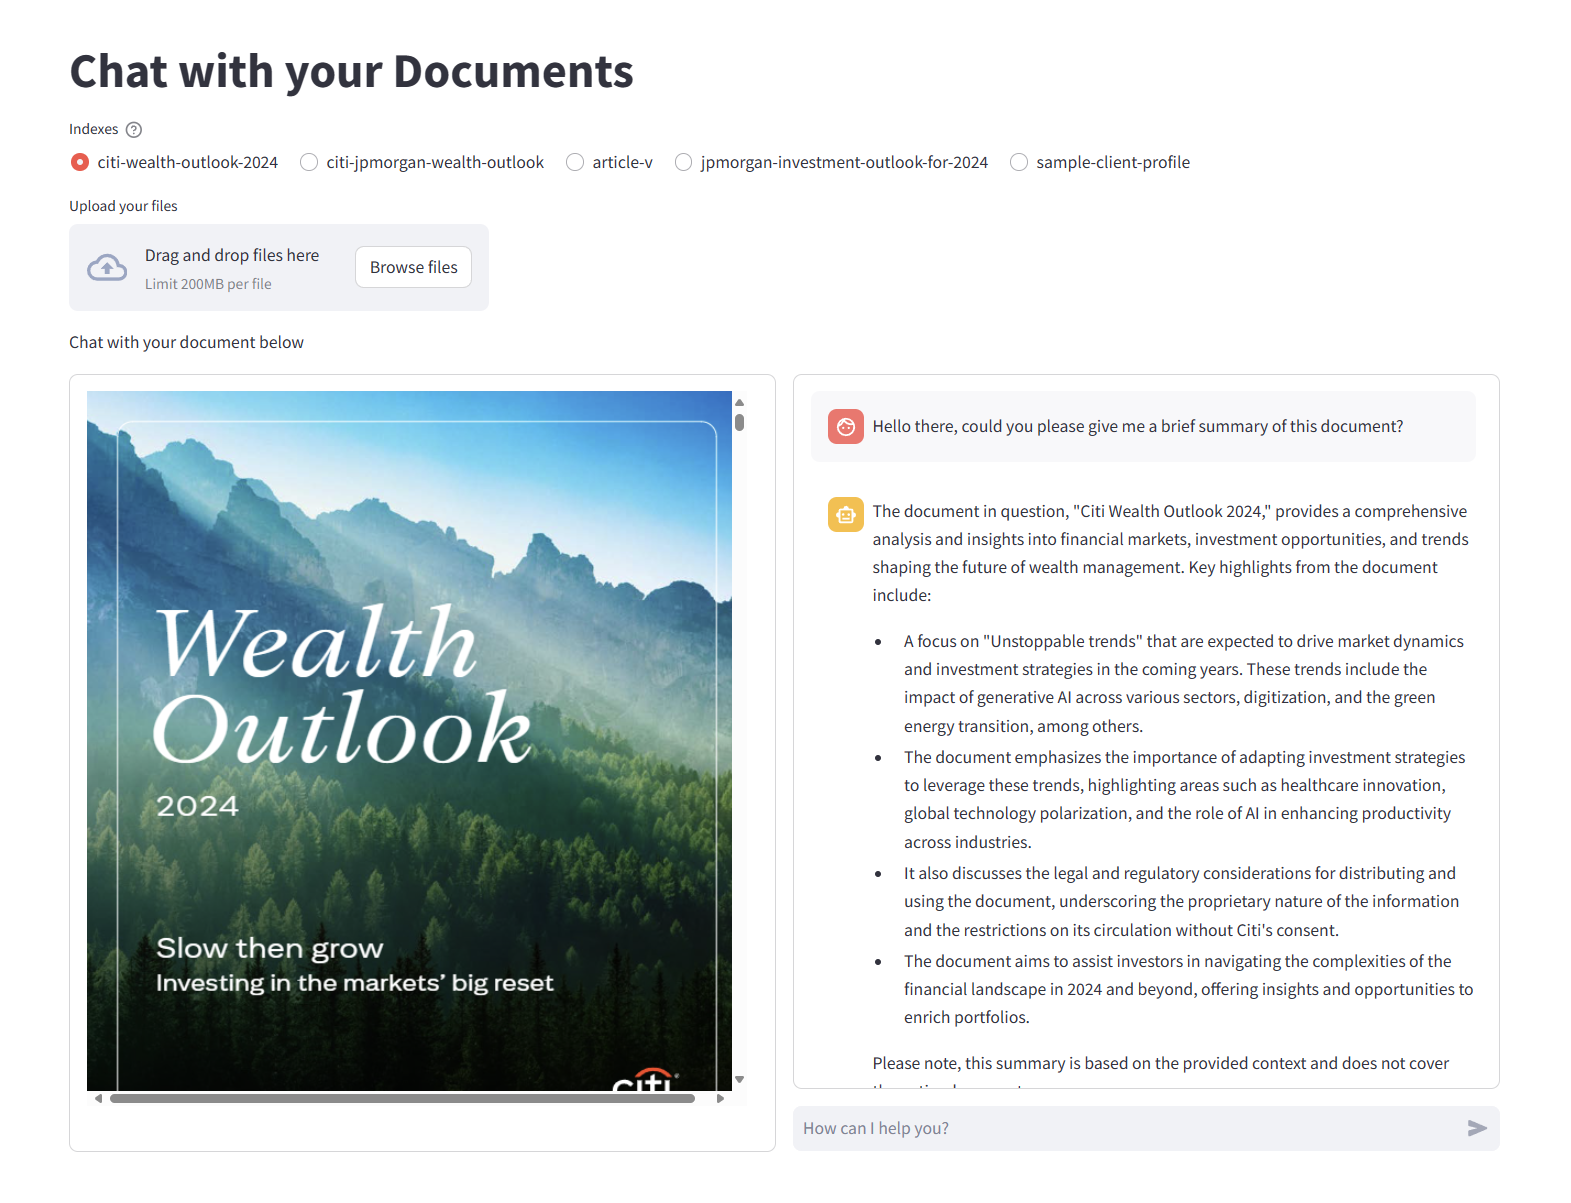 Chat with your Documents
Indexes
citi-wealth-outlook-2024 citi-jpmorgan-wealth-outlook article-v jpmorgan-investment-outlook-for-2024 sample-client-profile
Upload your files
Drag and drop files here
Limit 200MB per file
Browse files
Chat with your document below
Wealth
Outlook
2024
Slow then grow
Investing in the markets’ big reset
citi
Hello there, could you please give me a brief summary of this document?
The document in question, "Citi Wealth Outlook 2024," provides a comprehensive
analysis and insights into financial markets, investment opportunities, and trends
shaping the future of wealth management. Key highlights from the document
include:
• A focus on "Unstoppable trends" that are expected to drive market dynamics
and investment strategies in the coming years. These trends include the
impact of generative AI across various sectors, digitization, and the green
energy transition, among others.
• The document emphasizes the importance of adapting investment strategies
to leverage these trends, highlighting areas such as healthcare innovation,
global technology polarization, and the role of AI in enhancing productivity
across industries.
• It also discusses the legal and regulatory considerations for distributing and
using the document, underscoring the proprietary nature of the information
and the restrictions on its circulation without Citi's consent.
• The document aims to assist investors in navigating the complexities of the
financial landscape in 2024 and beyond, offering insights and opportunities to
enrich portfolios.
Please note, this summary is based on the provided context and does not cover
How can I help you?